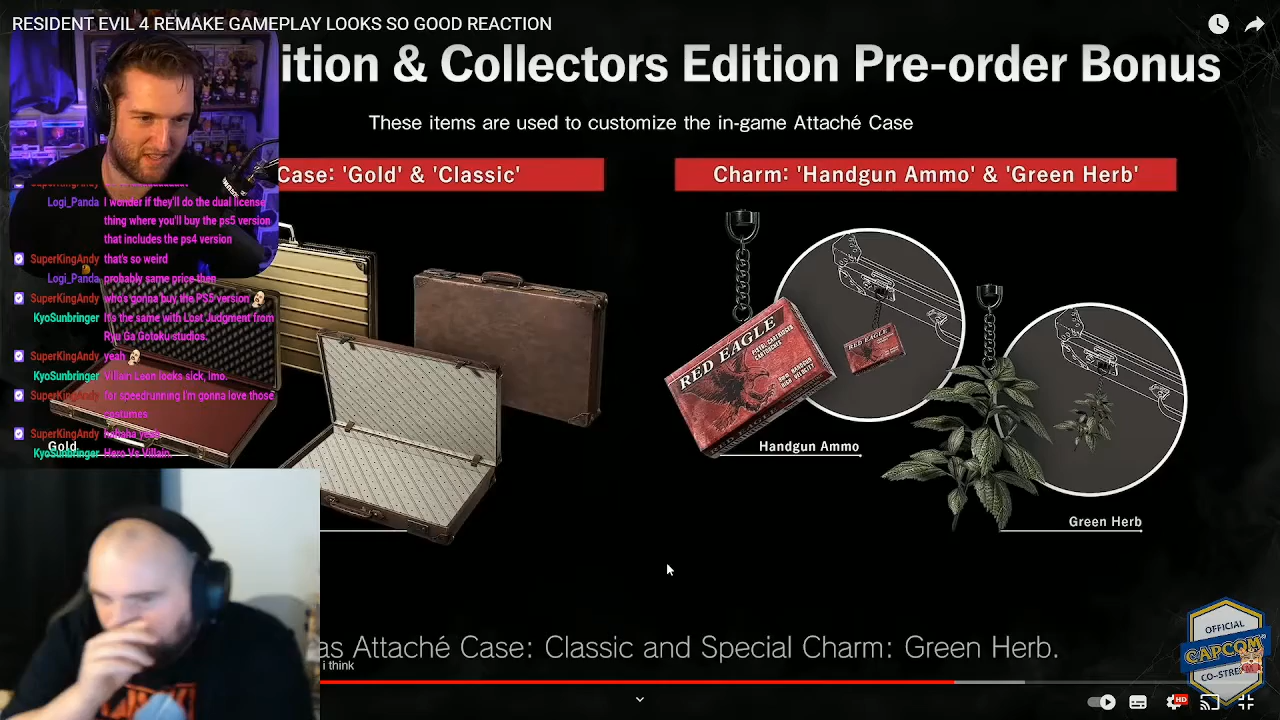 RESIDENT EVIL 4 REMAKE GAMEPLAY LOOKS SO GOOD REACTION
ition & Collectors Edition Pre-order Bonus
These items are used to customize the in-game Attaché Case
Case: 'Gold' & 'Classic'
Charm: 'Handgun Ammo' & 'Green Herb'
Logi_Panda I wonder if they'll do the dual license
thing where you'll buy the ps5 version
that includes the ps4 version
SuperKingAndy that's so weird
Logi_Panda probably same price then
SuperKingAndy who's gonna buy the PS5 version
KyoSunbringer It's the same with Lost Judgment from
Ryu Ga Gotoku studios.
SuperKingAndy yeah
KyoSunbringer Villain Leon looks sick, imo.
SuperKingAndy for speedrunning I'm gonna love those
costumes
SuperKingAndy hahaha yeah
KyoSunbringer Hero Vs Villain.
Gold
RED EAGLE
RED EAGLE
Handgun Ammo
Green Herb
as Attaché Case: Classic and Special Charm: Green Herb.
i think
OFFICIAL
CAPCOM
CO-STREA
HD